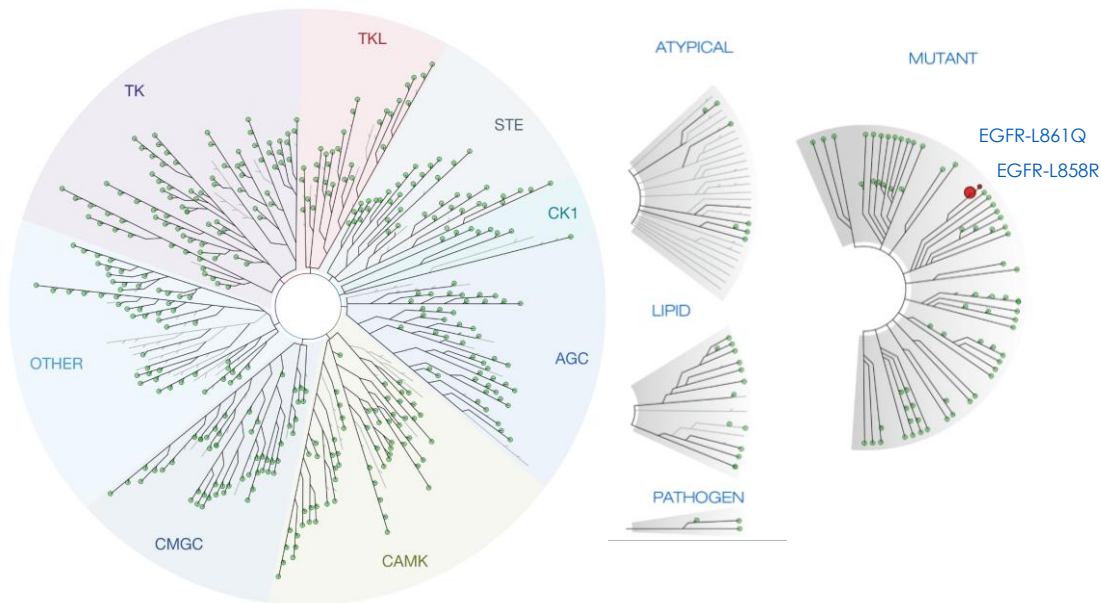 TKL
TK
STE
CK1
AGC
OTHER
CMGC
CAMK
ATYPICAL
LIPID
PATHOGEN
MUTANT
EGFR-L861Q
EGFR-L858R